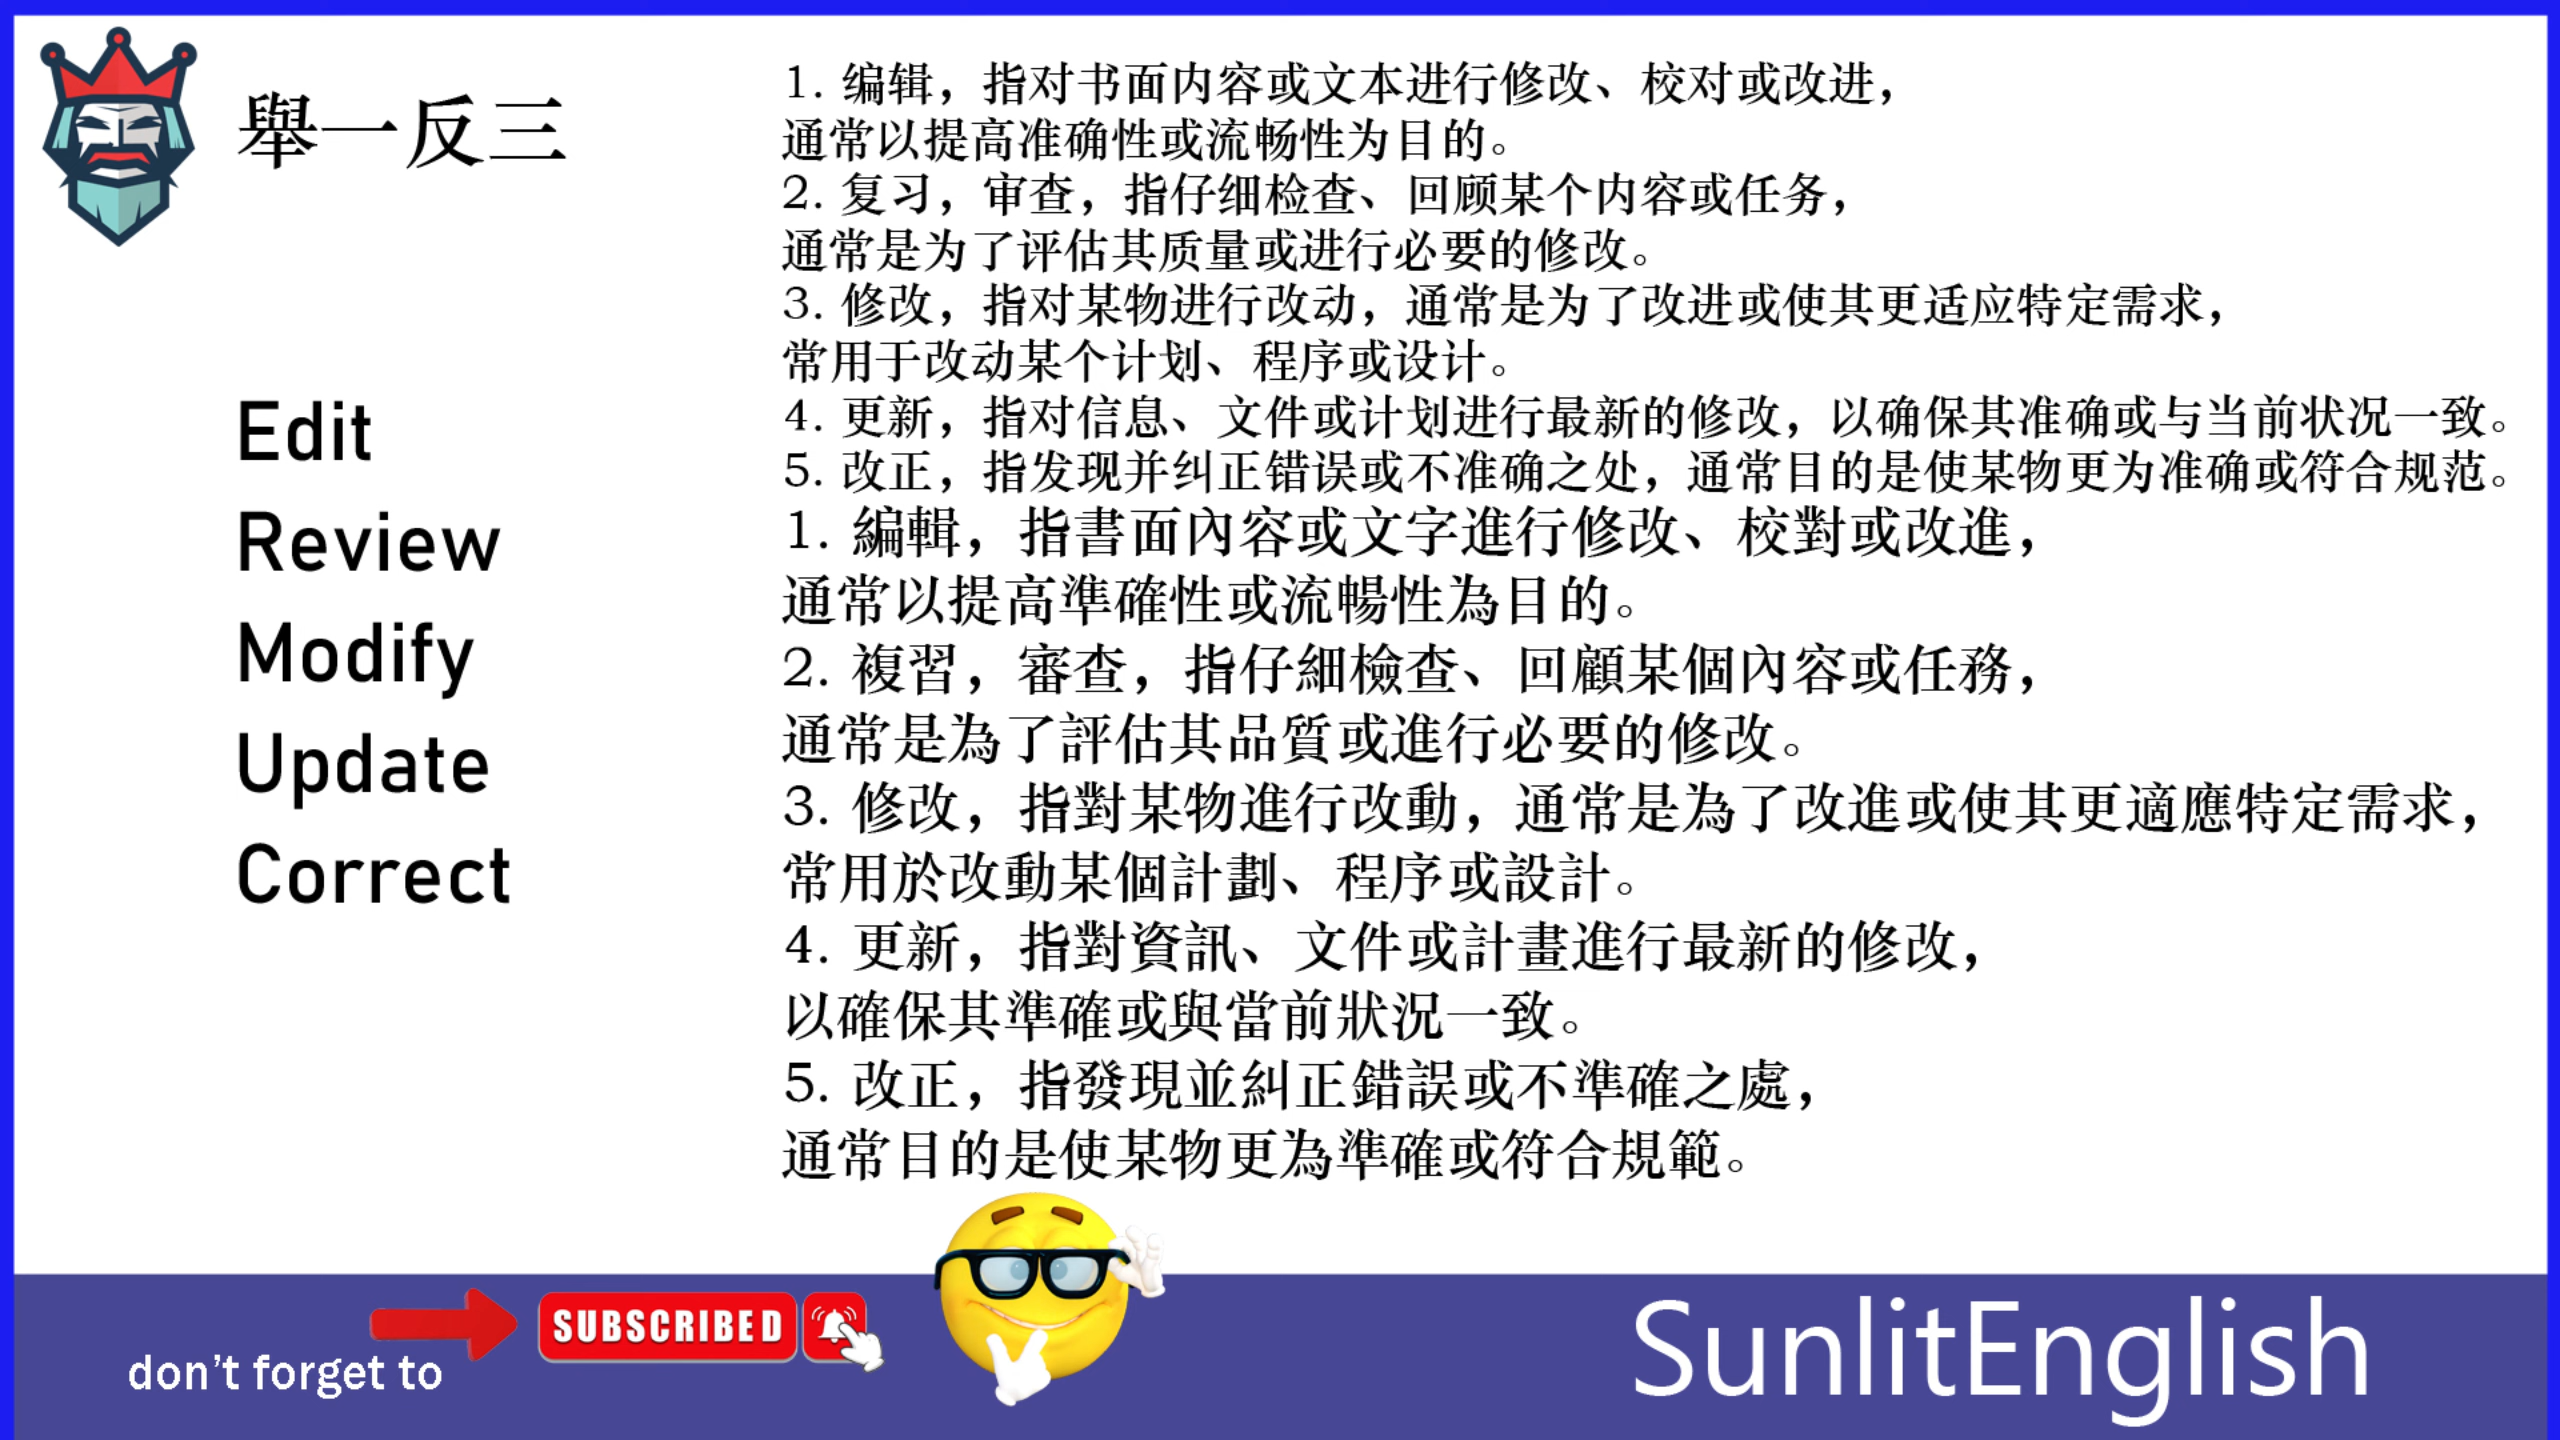 舉一反三
Edit
Review
Modify
Update
Correct
1. 编辑，指对书面内容或文本进行修改、校对或改进，
通常以提高准确性或流畅性为目的。
2. 复习，审查，指仔细检查、回顾某个内容或任务，
通常是为了评估其质量或进行必要的修改。
3. 修改，指对某物进行改动，通常是为了改进或使其更适应特定需求，
常用于改动某个计划、程序或设计。
4. 更新，指对信息、文件或计划进行最新的修改，以确保其准确或与当前状况一致。
5. 改正，指发现并纠正错误或不准确之处，通常目的是使某物更为准确或符合规范。
1. 編輯，指書面內容或文字進行修改、校對或改進，
通常以提高準確性或流暢性為目的。
2. 複習，審查，指仔細檢查、回顧某個內容或任務，
通常是為了評估其品質或進行必要的修改。
3. 修改，指對某物進行改動，通常是為了改進或使其更適應特定需求，
常用於改動某個計劃、程序或設計。
4. 更新，指對資訊、文件或計畫進行最新的修改，
以確保其準確或與當前狀況一致。
5. 改正，指發現並糾正錯誤或不準確之處，
通常目的是使某物更為準確或符合規範。
don't forget to
SUBSCRIBED
SunlitEnglish